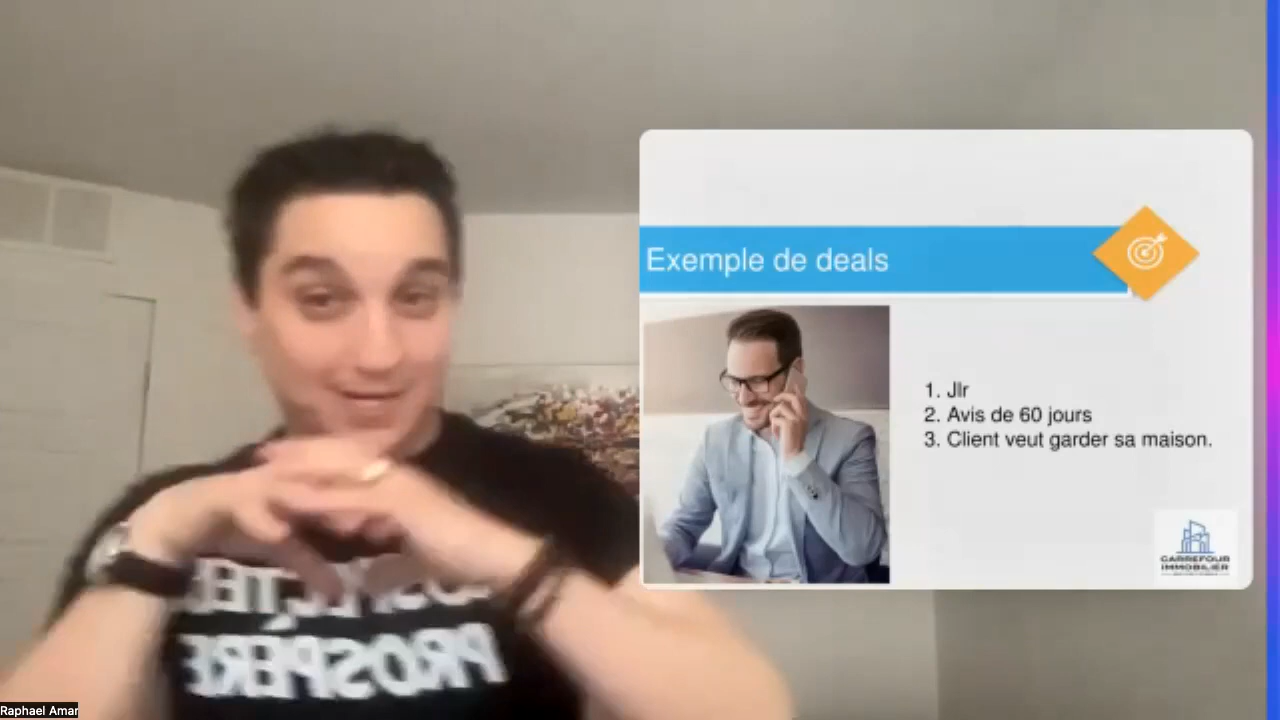 Exemple de deals
1. Jlr
2. Avis de 60 jours
3. Client veut garder sa maison.
CARREFOUR
IMMOBILIER
PROSPÈRE
Raphael Amar